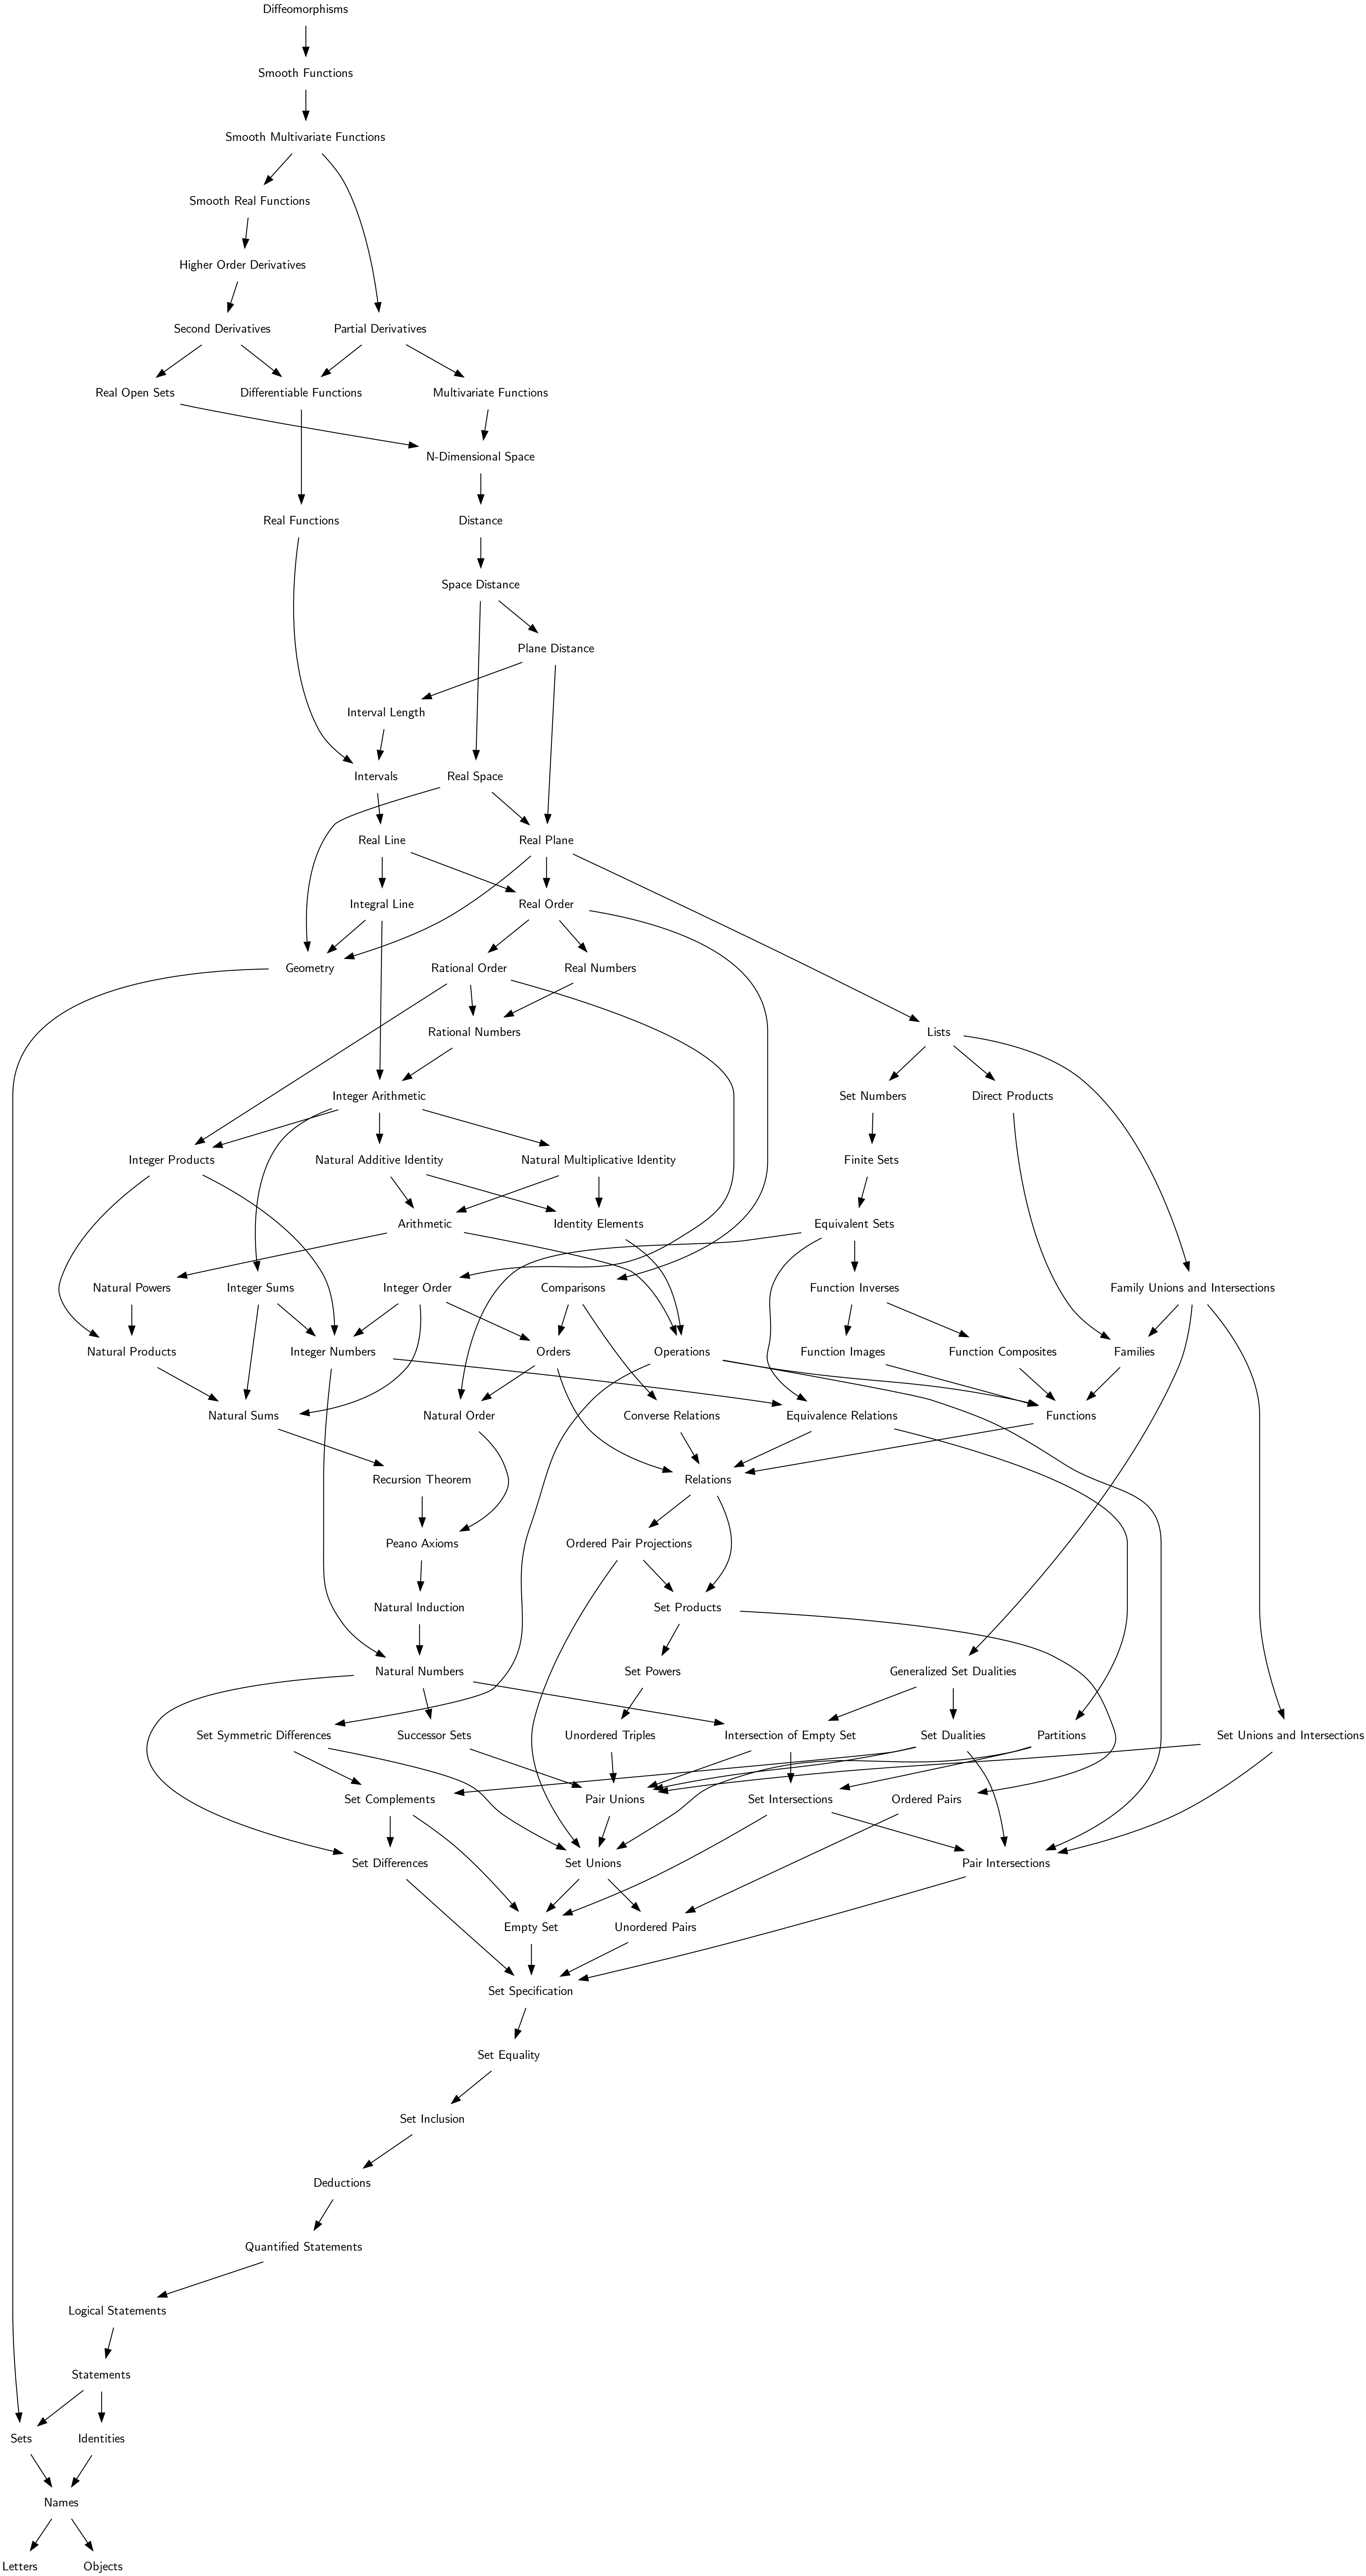 Diffeomorphisms
Smooth Functions
Smooth Multivariate Functions
Smooth Real Functions
Higher Order Derivatives
Second Derivatives
Partial Derivatives
Real Open Sets
Differentiable Functions
Multivariate Functions
N-Dimensional Space
Real Functions
Distance
Space Distance
Plane Distance
Interval Length
Intervals
Real Space
Real Line
Real Plane
Integral Line
Real Order
Geometry
Rational Order
Real Numbers
Rational Numbers
Lists
Integer Arithmetic
Set Numbers
Direct Products
Integer Products
Natural Additive Identity
Natural Multiplicative Identity
Finite Sets
Arithmetic
Identity Elements
Equivalent Sets
Natural Powers
Integer Sums
Integer Order
Comparisons
Function Inverses
Family Unions and Intersections
Natural Products
Integer Numbers
Orders
Operations
Function Images
Function Composites
Families
Natural Sums
Natural Order
Converse Relations
Equivalence Relations
Functions
Recursion Theorem
Relations
Peano Axioms
Ordered Pair Projections
Natural Induction
Set Products
Natural Numbers
Set Powers
Generalized Set Dualities
Set Symmetric Differences
Successor Sets
Unordered Triples
Intersection of Empty Set
Set Dualities
Partitions
Set Unions and Intersections
Set Complements
Pair Unions
Set Intersections
Ordered Pairs
Set Differences
Set Unions
Pair Intersections
Empty Set
Unordered Pairs
Set Specification
Set Equality
Set Inclusion
Deductions
Quantified Statements
Logical Statements
Statements
Sets
Identities
Names
Letters
Objects